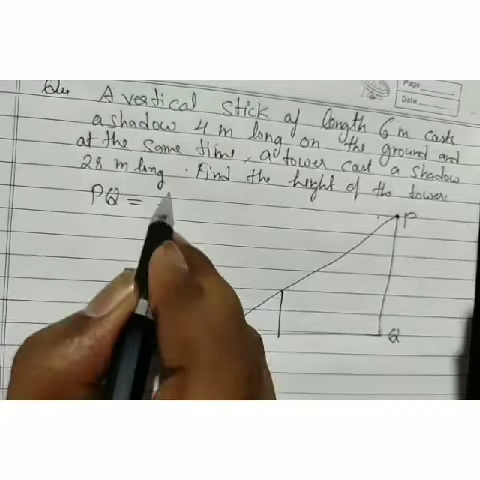 Page
Date
Que A vertical stick of length 6 m casts
a shadow 4 m long on the ground and
at the same time, a tower cast a shadow
28 m long. Find the height of the tower.
PQ =
P
Q